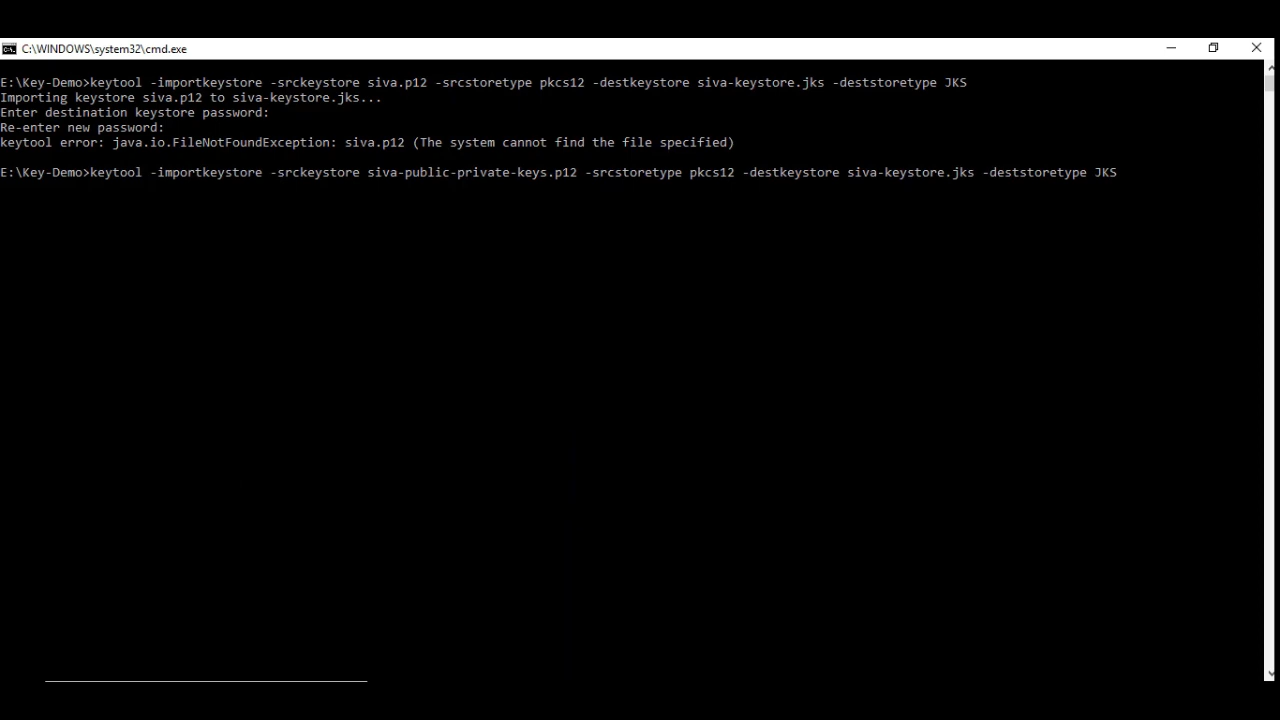 C:\WINDOWS\system32\cmd.exe
E:\Key-Demo>keytool -importkeystore -srckeystore siva.p12 -srcstoretype pkcs12 -destkeystore siva-keystore.jks -deststoretype JKS
Importing keystore siva.p12 to siva-keystore.jks...
Enter destination keystore password:
Re-enter new password:
keytool error: java.io.FileNotFoundException: siva.p12 (The system cannot find the file specified)
E:\Key-Demo>keytool -importkeystore -srckeystore siva-public-private-keys.p12 -srcstoretype pkcs12 -destkeystore siva-keystore.jks -deststoretype JKS